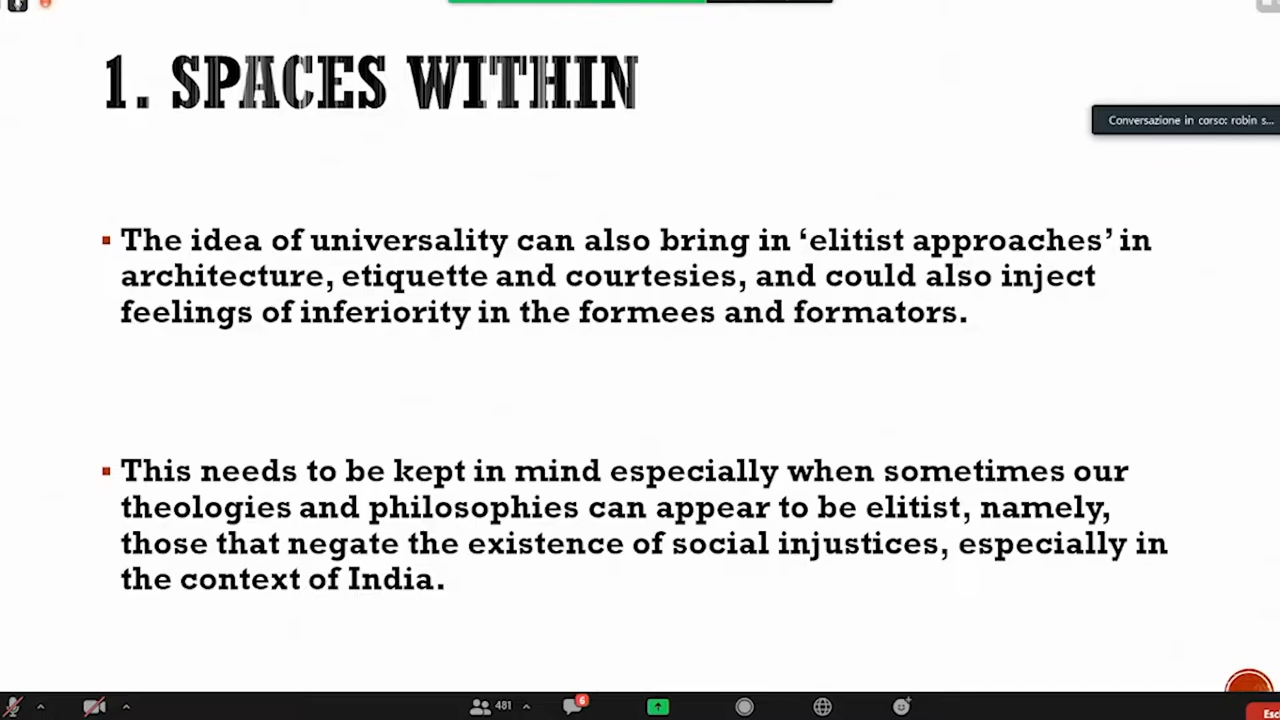 1. SPACES WITHIN
Conversazione in corso: robin s...
▪ The idea of universality can also bring in ‘elitist approaches’ in
architecture, etiquette and courtesies, and could also inject
feelings of inferiority in the formees and formators.
▪ This needs to be kept in mind especially when sometimes our
theologies and philosophies can appear to be elitist, namely,
those that negate the existence of social injustices, especially in
the context of India.
481
6
Esc